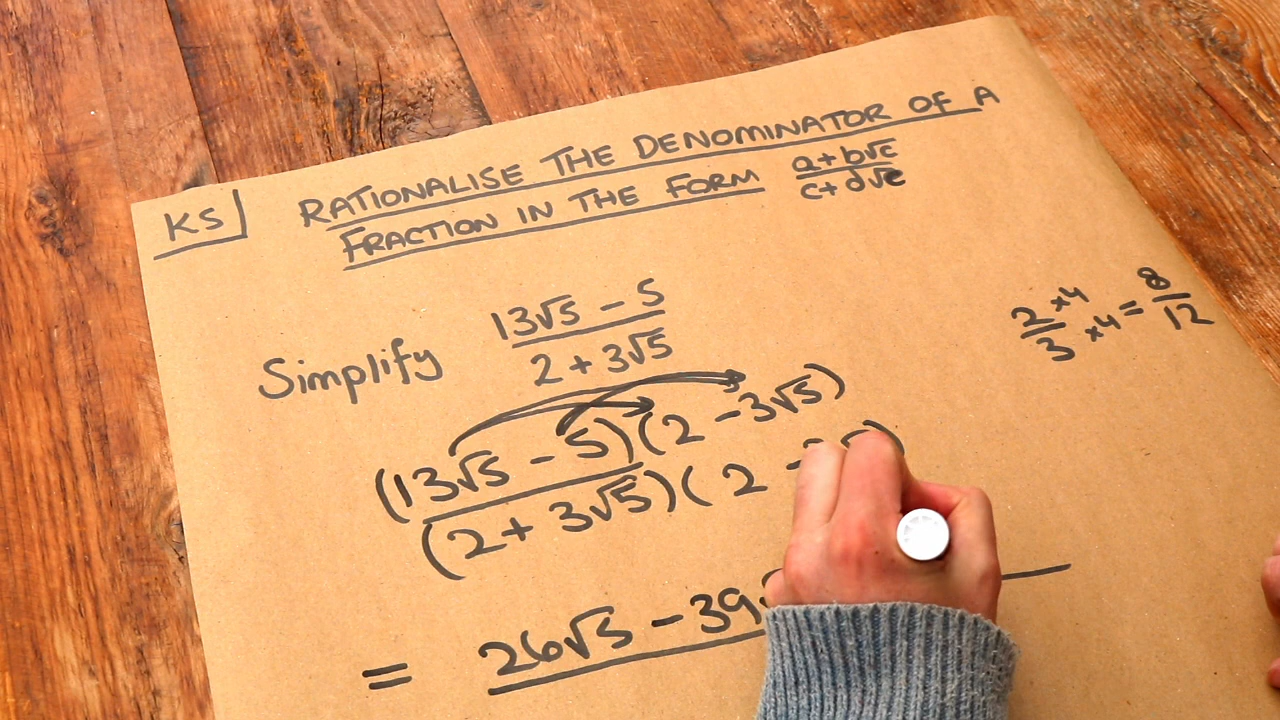 K5
RATIONALISE THE DENOMINATOR OF A
FRACTION IN THE FORM (a+b√c)/(c+d√e)
Simplify (13√5 - 5)/(2 + 3√5)
2×4/3×4 = 8/12
(13√5 - 5)(2 - 3√5)
(2 + 3√5)(2 -
= 26√5 - 39